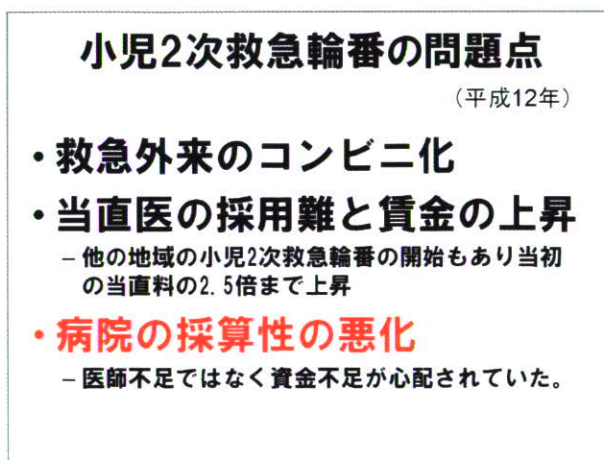 小児2次救急輪番の問題点
（平成12年）
・救急外来のコンビニ化
・当直医の採用難と賃金の上昇
－他の地域の小児2次救急輪番の開始もあり当初
の当直料の2.5倍まで上昇
・病院の採算性の悪化
－医師不足ではなく資金不足が心配されていた。